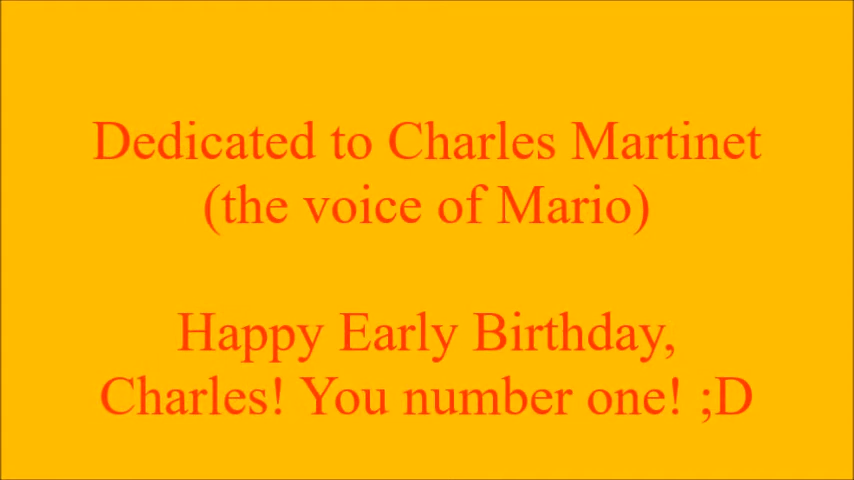 Dedicated to Charles Martinet
(the voice of Mario)
Happy Early Birthday,
Charles! You number one! ;D